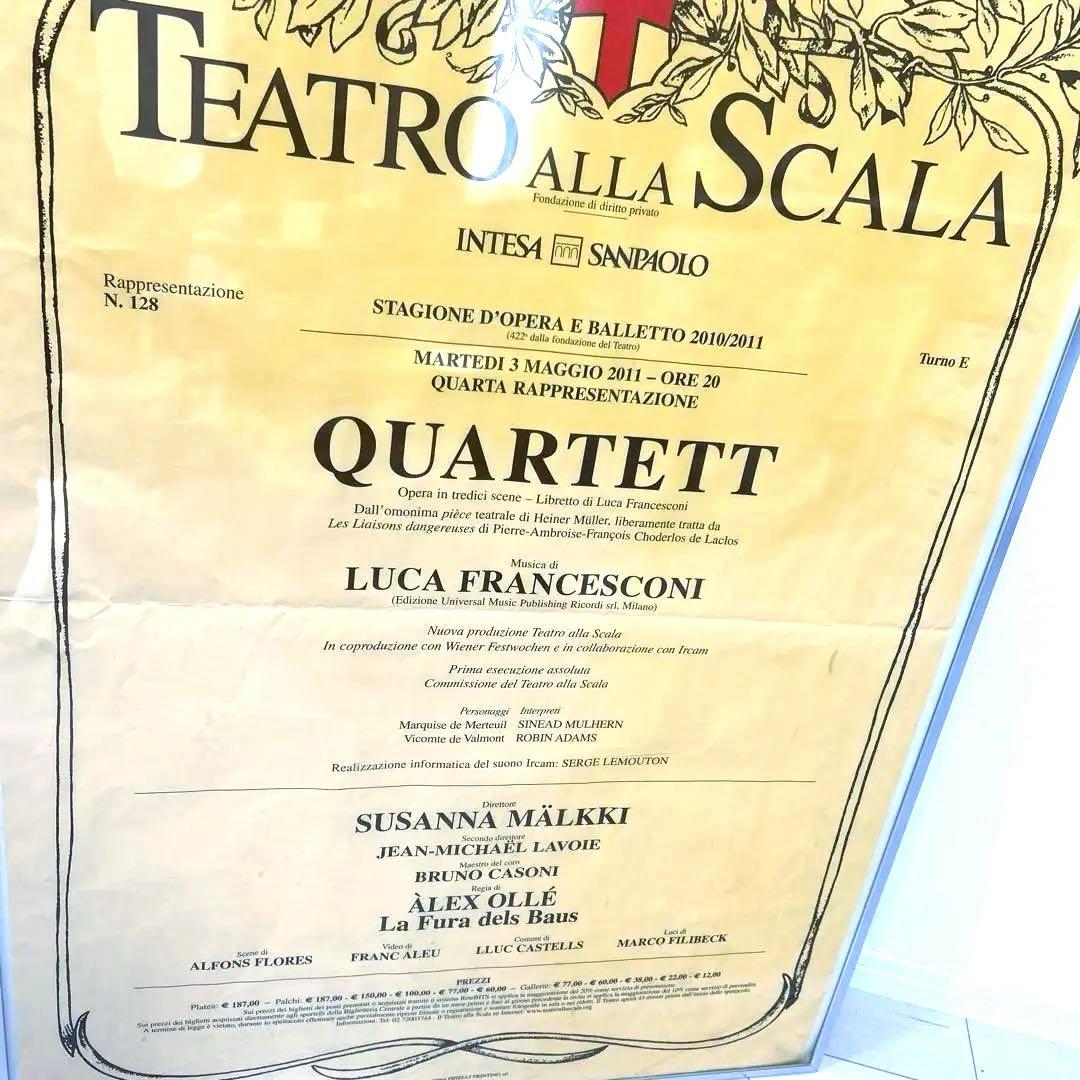 TEATRO ALLA SCALA
Fondazione di diritto privato
INTESA SANPAOLO
Rappresentazione
N. 128
STAGIONE D'OPERA E BALLETTO 2010/2011
(422ª dalla fondazione del Teatro)
Turno E
MARTEDI 3 MAGGIO 2011 – ORE 20
QUARTA RAPPRESENTAZIONE
QUARTETT
Opera in tredici scene – Libretto di Luca Francesconi
Dall'omonima pièce teatrale di Heiner Müller, liberamente tratta da
Les Liaisons dangereuses di Pierre-Ambroise-François Choderlos de Laclos
Musica di
LUCA FRANCESCONI
(Edizione Universal Music Publishing Ricordi srl, Milano)
Nuova produzione Teatro alla Scala
In coproduzione con Wiener Festwochen e in collaborazione con Ircam
Prima esecuzione assoluta
Commissione del Teatro alla Scala
Personaggi Interpreti
Marquise de Merteuil SINEAD MULHERN
Vicomte de Valmont ROBIN ADAMS
Realizzazione informatica del suono Ircam: SERGE LEMOUTON
Direttore
SUSANNA MÄLKKI
Secondo direttore
JEAN-MICHAËL LAVOIE
Maestro del coro
BRUNO CASONI
Regia di
ÀLEX OLLÉ
La Fura dels Baus
Scene di Video di Costumi di Luci di
ALFONS FLORES FRANC ALEU LLUC CASTELLS MARCO FILIBECK
PREZZI
Platea: € 187,00 – Palchi: € 187,00 - € 150,00 - € 100,00 - € 77,00 - € 60,00 – Gallerie: € 77,00 - € 60,00 - € 38,00 - € 22,00 - € 12,00